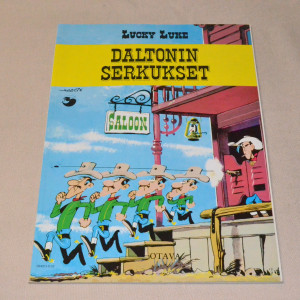 LUCKY LUKE
DALTONIN
SERKUKSET
SALOON
OTAVA